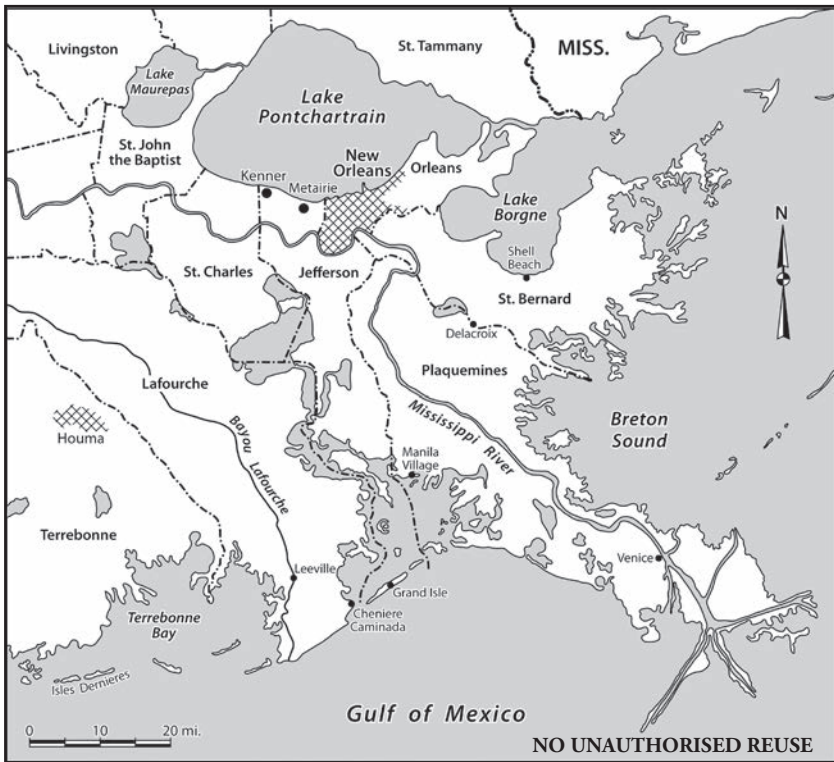 Livingston
St. Tammany
MISS.
Lake
Maurepas
Lake
Pontchartrain
St. John
the Baptist
New
Orleans
Orleans
Kenner
Metairie
Lake
Borgne
N
Shell
Beach
St. Charles
Jefferson
St. Bernard
Delacroix
Plaquemines
Lafourche
Bayou Lafourche
Mississippi River
Breton
Sound
Houma
Manila
Village
Terrebonne
Venice
Leeville
Grand Isle
Cheniere
Caminada
Terrebonne
Bay
Isles Dernieres
Gulf of Mexico
0 10 20 mi.
NO UNAUTHORISED REUSE